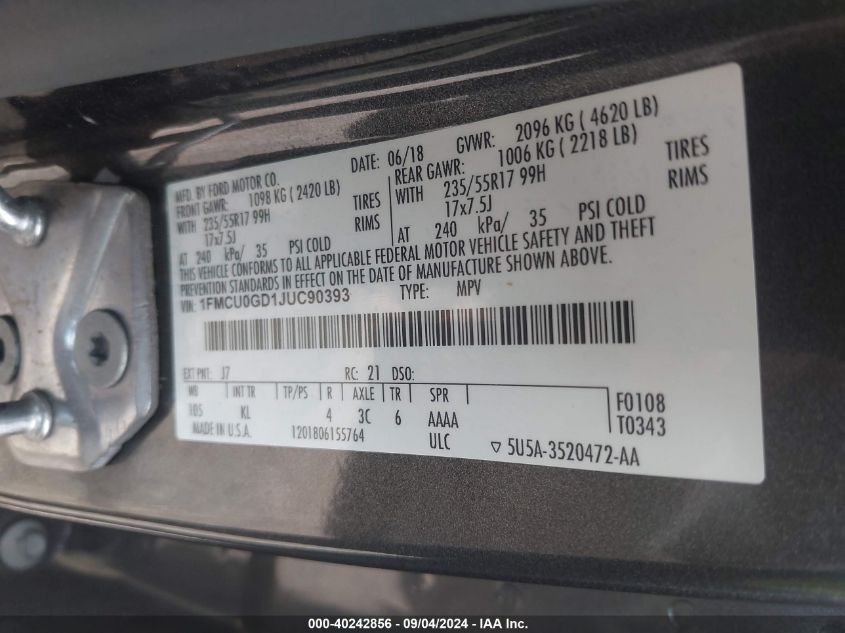 MFD. BY FORD MOTOR CO.
DATE: 06/18 GVWR: 2096 KG ( 4620 LB)
FRONT GAWR: 1098 KG ( 2420 LB) REAR GAWR: 1006 KG ( 2218 LB)
WITH 235/55R17 99H TIRES WITH 235/55R17 99H TIRES
17x7.5J RIMS 17x7.5J RIMS
AT 240 kPa/ 35 PSI COLD AT 240 kPa/ 35 PSI COLD
THIS VEHICLE CONFORMS TO ALL APPLICABLE FEDERAL MOTOR VEHICLE SAFETY AND THEFT
PREVENTION STANDARDS IN EFFECT ON THE DATE OF MANUFACTURE SHOWN ABOVE.
VIN: 1FMCU0GD1JUC90393 TYPE: MPV
EXT PNT: J7 RC: 21 DSO:
INT TR TP/PS R AXLE TR SPR
105 KL 4 3C 6 AAAA
F0108
T0343
MADE IN U.S.A. 1201806155764 ULC ▽ 5U5A-3520472-AA
000-40242856 - 09/04/2024 - IAA Inc.